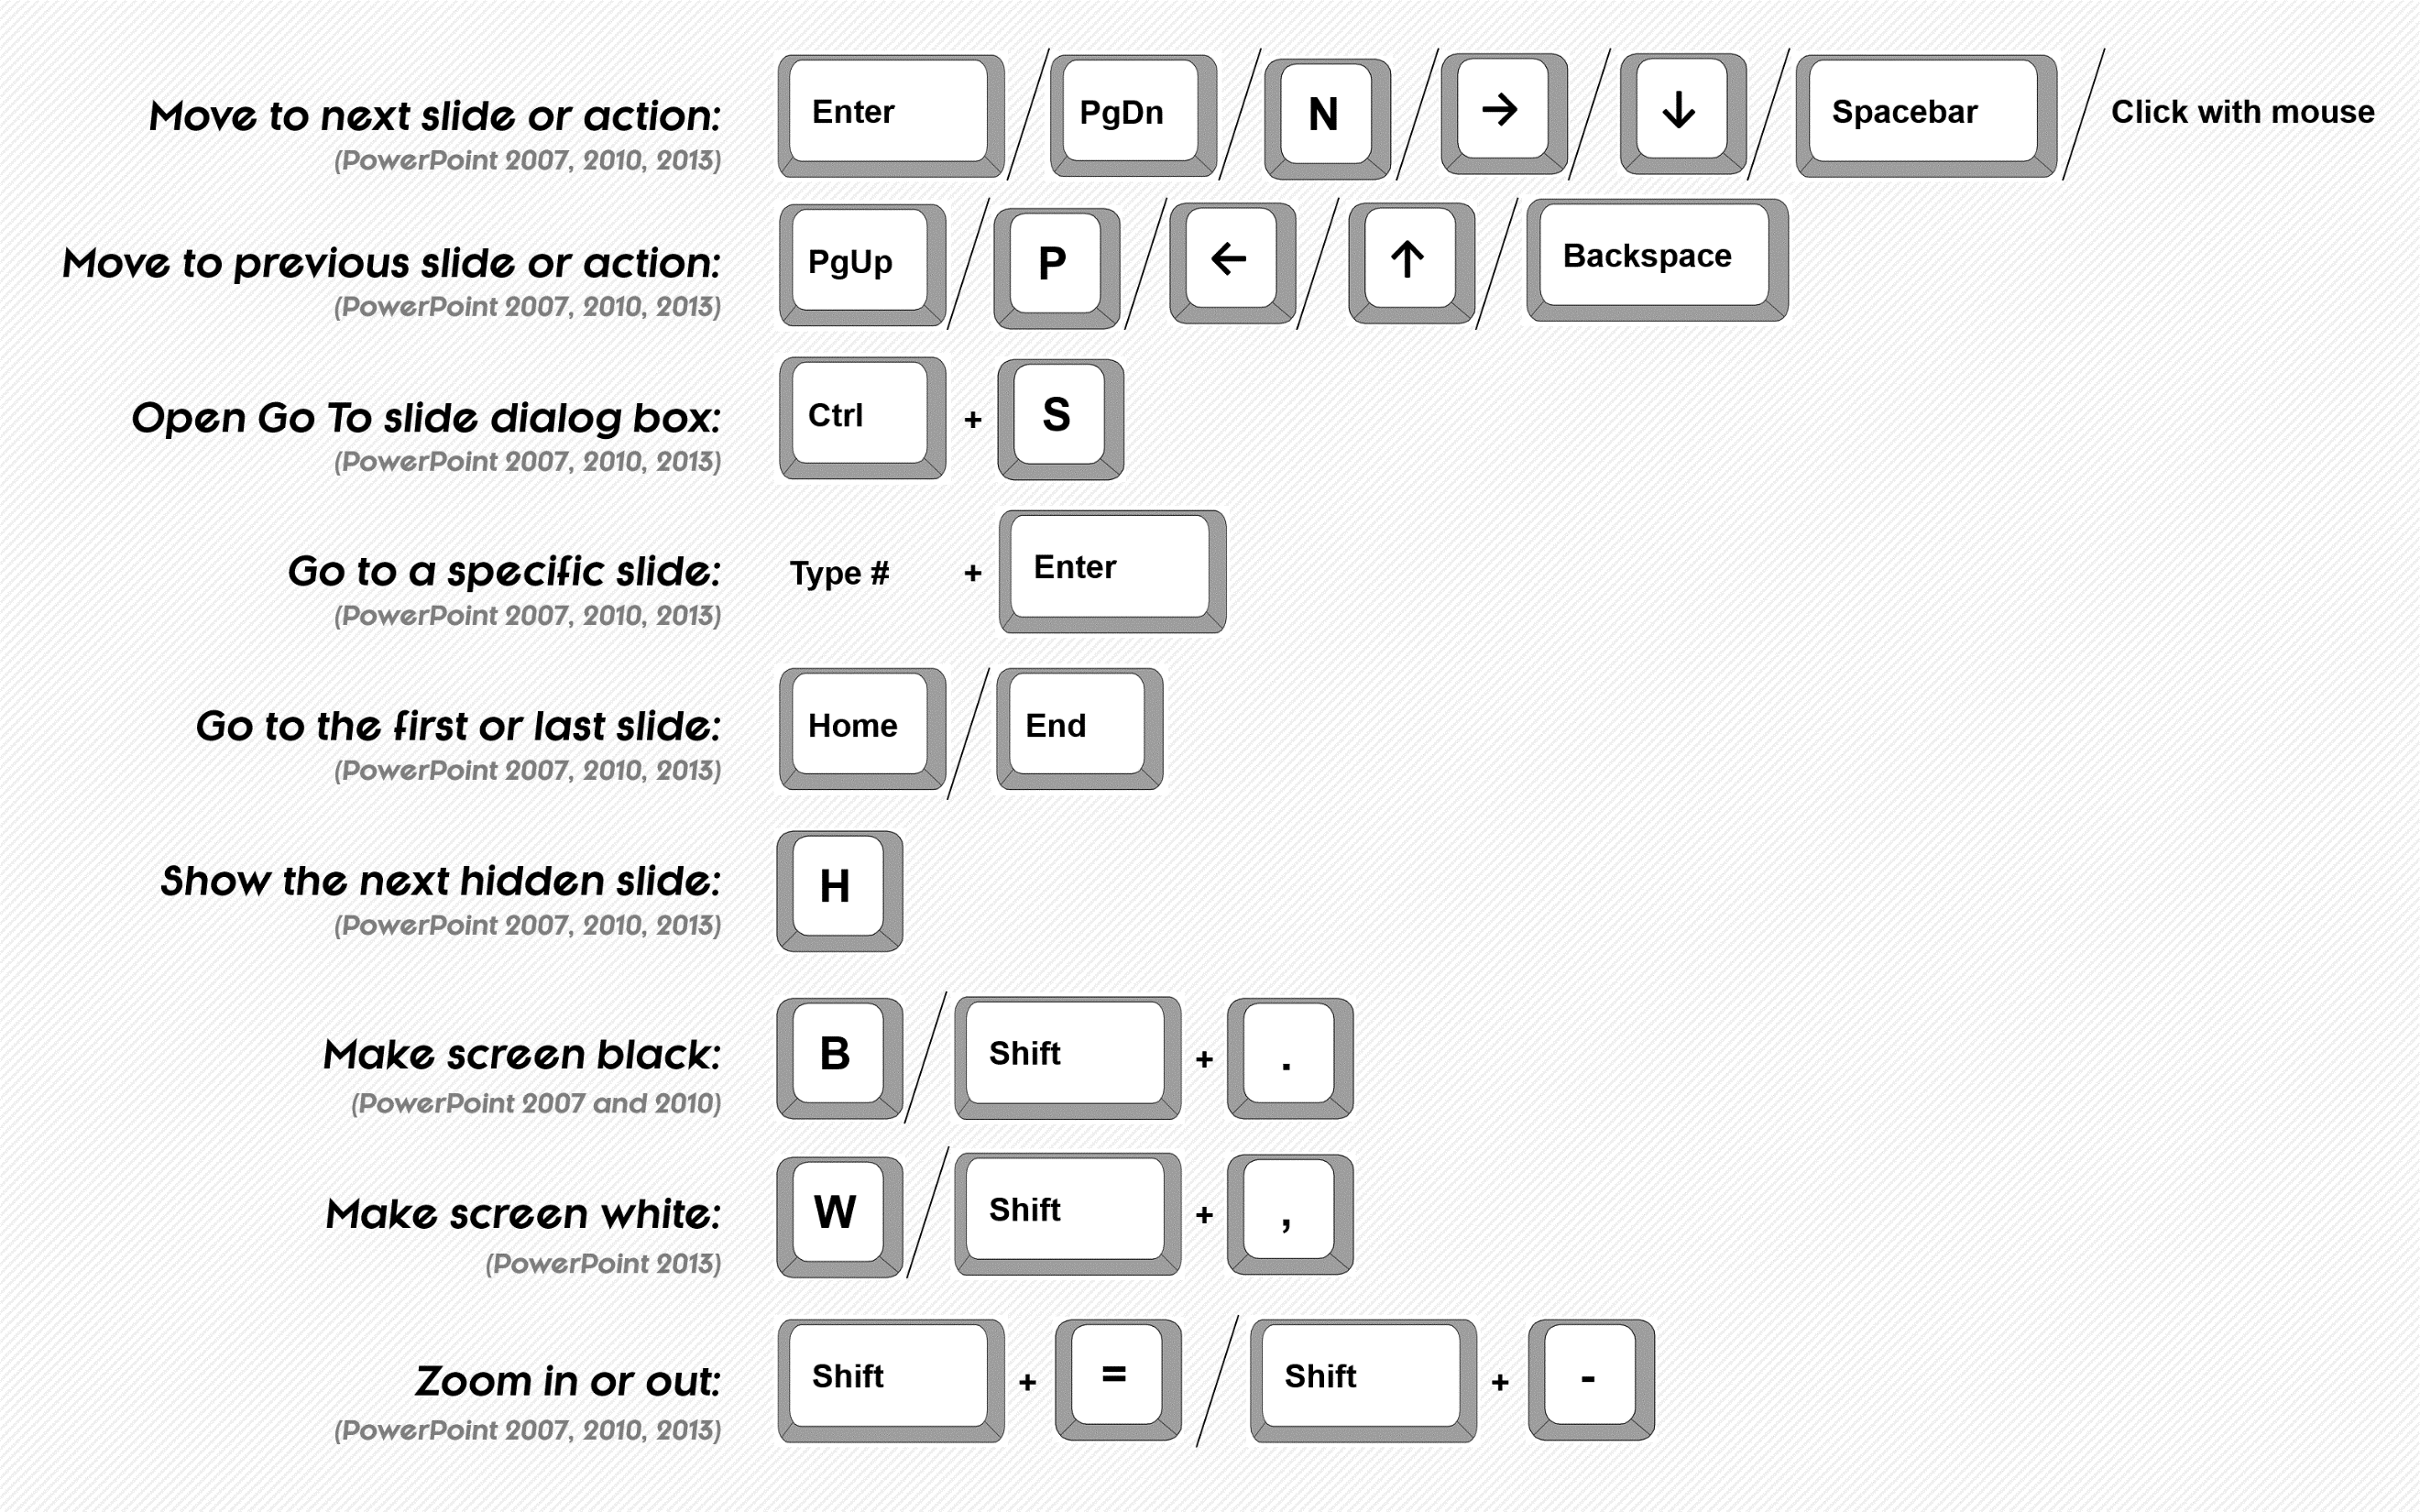 Move to next slide or action: Enter / PgDn / N / → / ↓ / Spacebar / Click with mouse
(PowerPoint 2007, 2010, 2013)
Move to previous slide or action: PgUp / P / ← / ↑ / Backspace
(PowerPoint 2007, 2010, 2013)
Open Go To slide dialog box: Ctrl + S
(PowerPoint 2007, 2010, 2013)
Go to a specific slide: Type # + Enter
(PowerPoint 2007, 2010, 2013)
Go to the first or last slide: Home / End
(PowerPoint 2007, 2010, 2013)
Show the next hidden slide: H
(PowerPoint 2007, 2010, 2013)
Make screen black: B / Shift + .
(PowerPoint 2007 and 2010)
Make screen white: W / Shift + ,
(PowerPoint 2013)
Zoom in or out: Shift + = / Shift + -
(PowerPoint 2007, 2010, 2013)